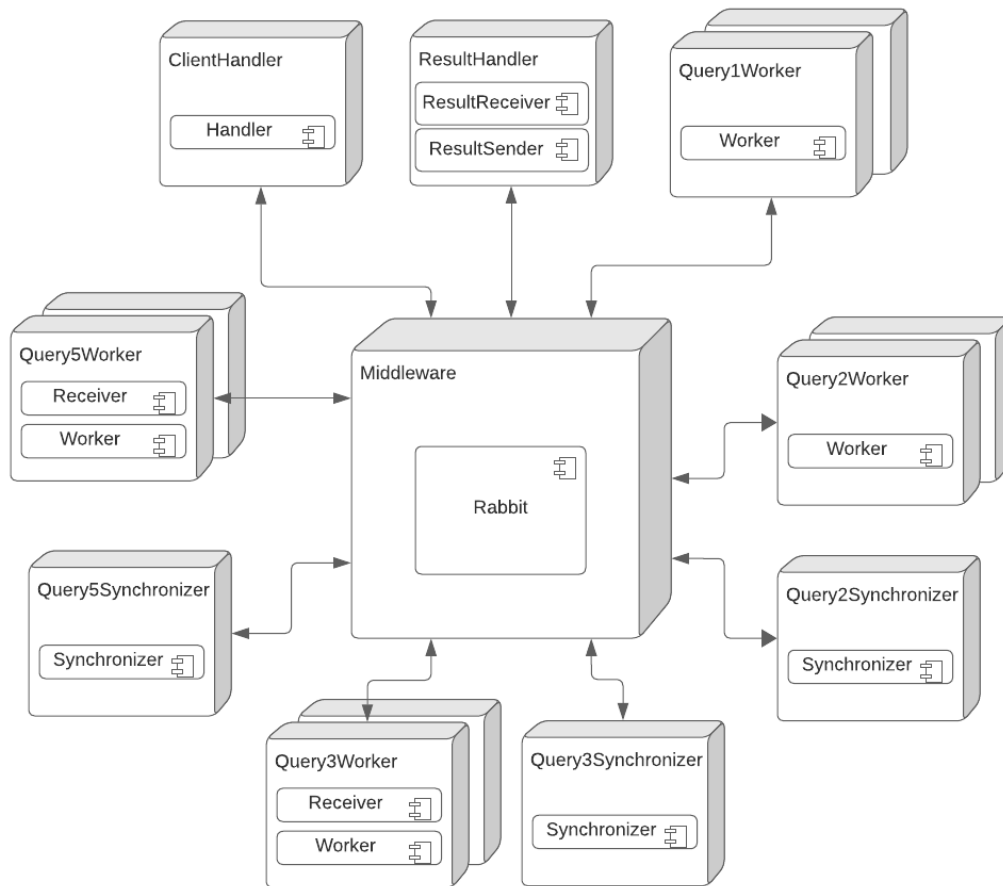 ClientHandler
Handler
ResultHandler
ResultReceiver
ResultSender
Query1Worker
Worker
Query5Worker
Receiver
Worker
Middleware
Rabbit
Query2Worker
Worker
Query5Synchronizer
Synchronizer
Query2Synchronizer
Synchronizer
Query3Worker
Receiver
Worker
Query3Synchronizer
Synchronizer